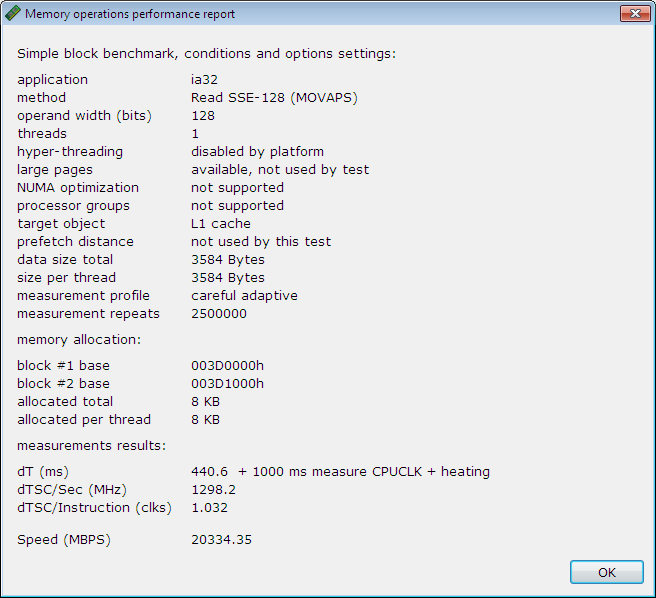 Memory operations performance report
Simple block benchmark, conditions and options settings:
application ia32
method Read SSE-128 (MOVAPS)
operand width (bits) 128
threads 1
hyper-threading disabled by platform
large pages available, not used by test
NUMA optimization not supported
processor groups not supported
target object L1 cache
prefetch distance not used by this test
data size total 3584 Bytes
size per thread 3584 Bytes
measurement profile careful adaptive
measurement repeats 2500000
memory allocation:
block #1 base 003D0000h
block #2 base 003D1000h
allocated total 8 KB
allocated per thread 8 KB
measurements results:
dT (ms) 440.6 + 1000 ms measure CPUCLK + heating
dTSC/Sec (MHz) 1298.2
dTSC/Instruction (clks) 1.032
Speed (MBPS) 20334.35
OK